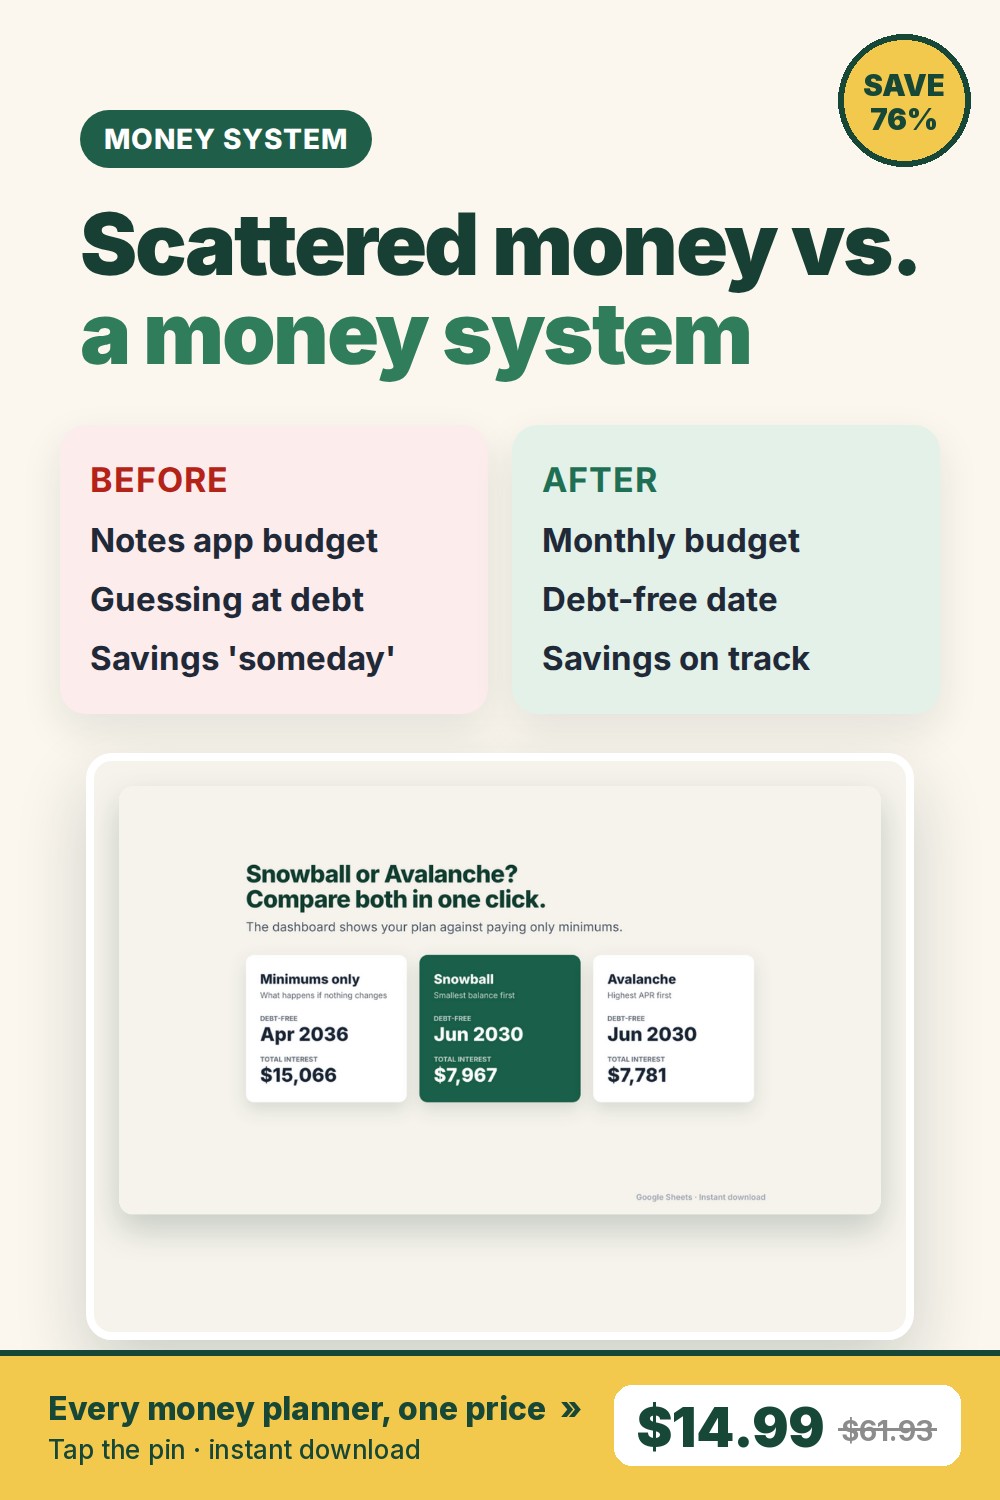 SAVE
76%
MONEY SYSTEM
Scattered money vs.
a money system
BEFORE
Notes app budget
Guessing at debt
Savings 'someday'
AFTER
Monthly budget
Debt-free date
Savings on track
Snowball or Avalanche?
Compare both in one click.
The dashboard shows your plan against paying only minimums.
Minimums only
What happens if nothing changes
DEBT-FREE
Apr 2036
TOTAL INTEREST
$15,066
Snowball
Smallest balance first
DEBT-FREE
Jun 2030
TOTAL INTEREST
$7,967
Avalanche
Highest APR first
DEBT-FREE
Jun 2030
TOTAL INTEREST
$7,781
Google Sheets · Instant download
Every money planner, one price »
Tap the pin · instant download
$14.99 $61.93